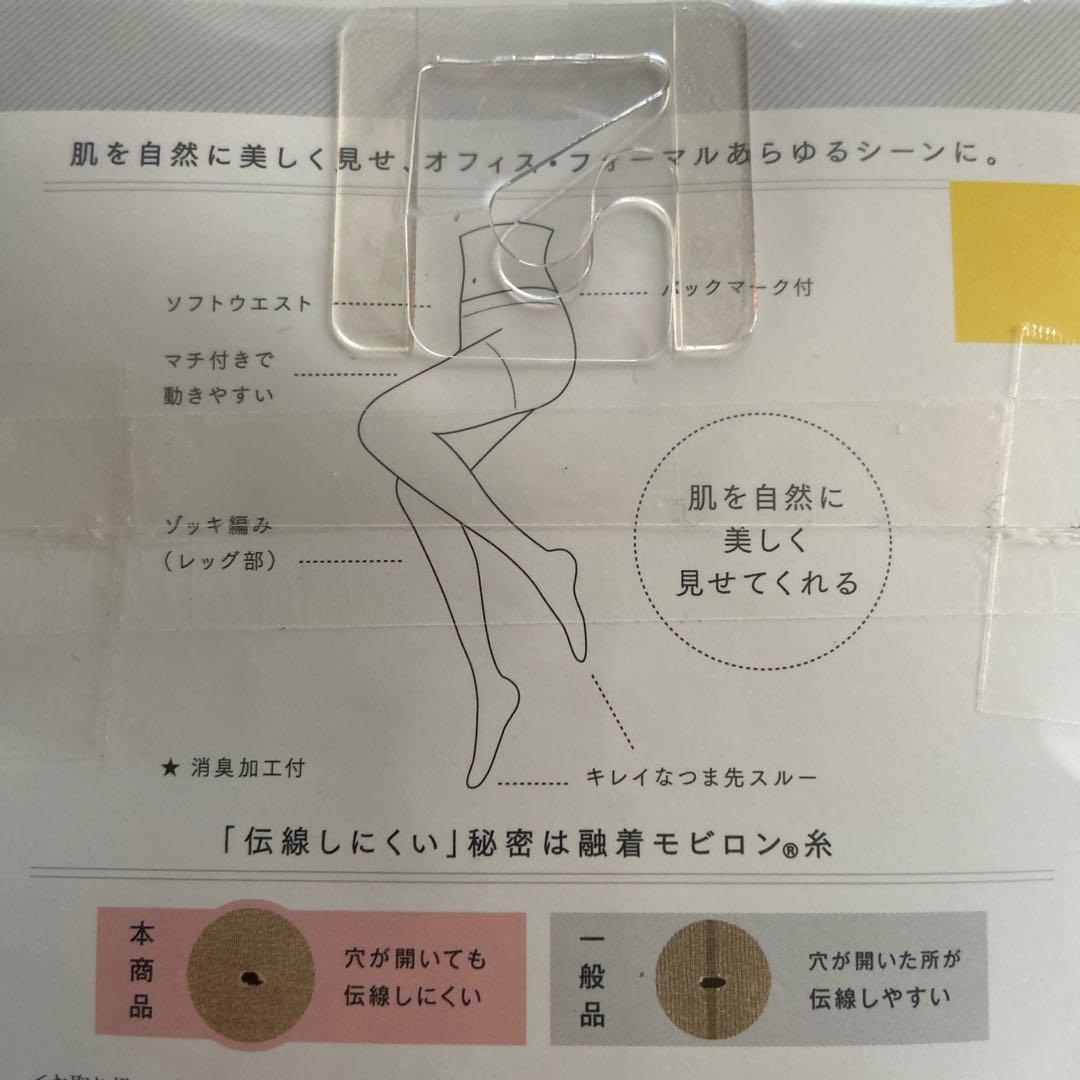 肌を自然に美しく見せ、オフィス・フォーマルあらゆるシーンに。
ソフトウエスト
バックマーク付
マチ付きで
動きやすい
肌を自然に
美しく
見せてくれる
ゾッキ編み
(レッグ部)
★ 消臭加工付
キレイなつま先スルー
「伝線しにくい」秘密は融着モビロン®糸
本商品
穴が開いても
伝線しにくい
一般品
穴が開いた所が
伝線しやすい